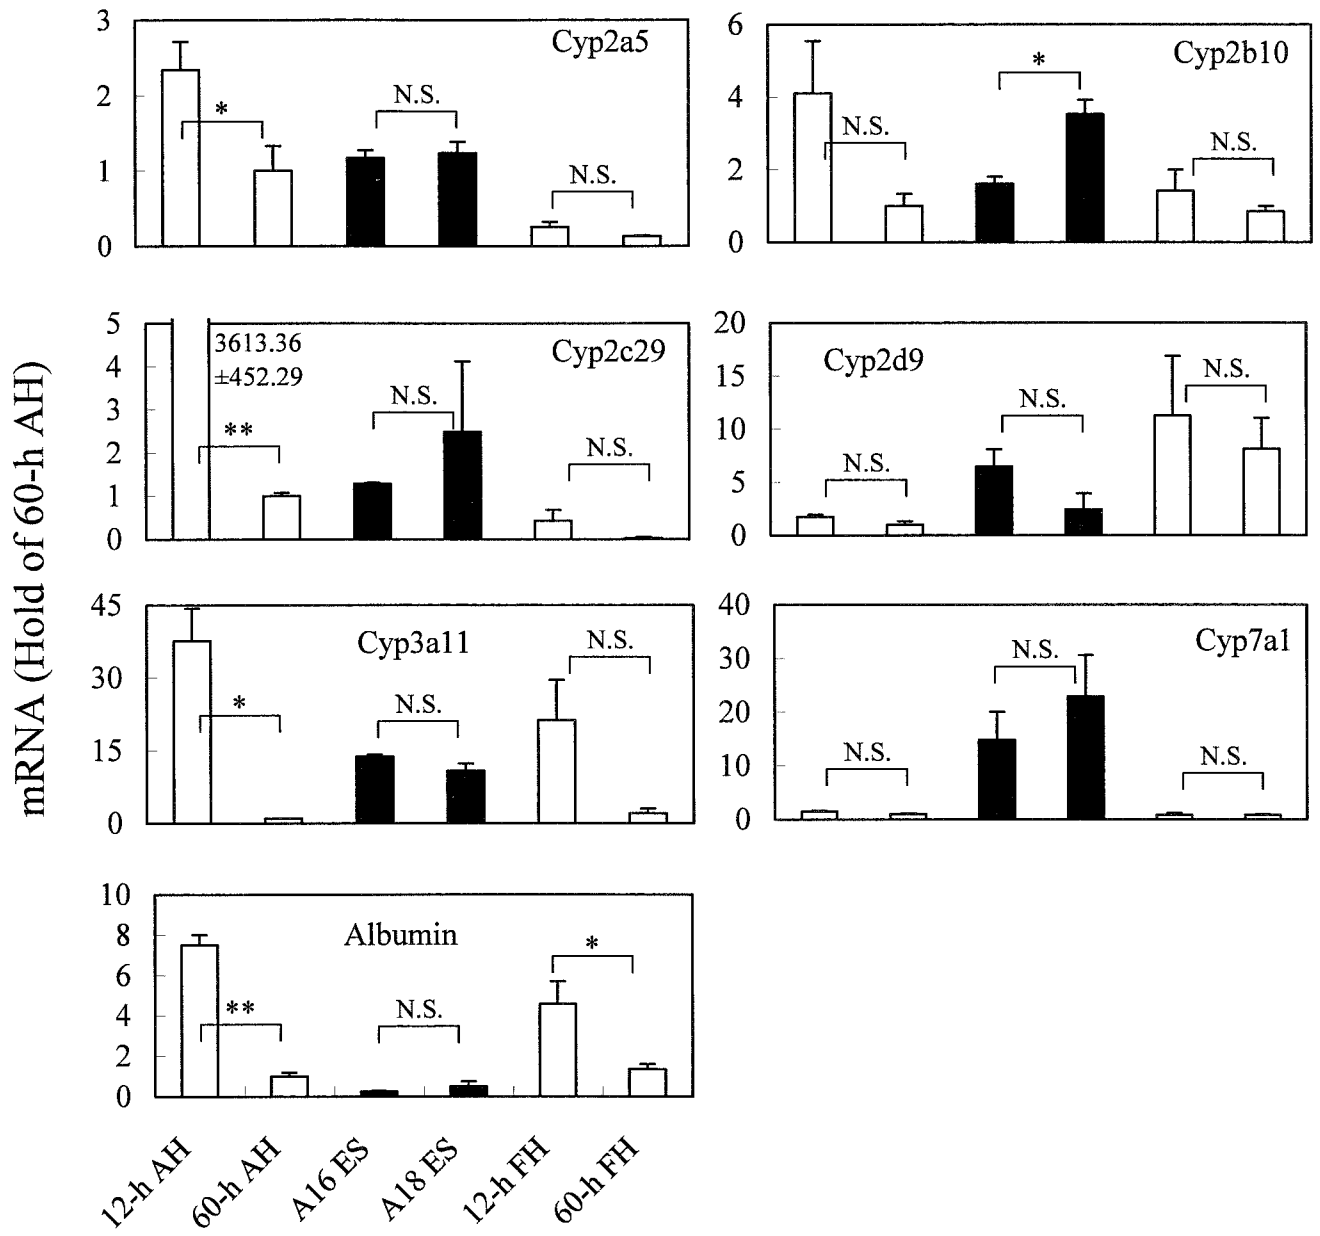 mRNA (Hold of 60-h AH)
3
2
1
0
Cyp2a5
*
N.S.
N.S.
6
4
2
0
Cyp2b10
N.S.
*
N.S.
5
4
3
2
1
0
3613.36
±452.29
Cyp2c29
**
N.S.
N.S.
20
15
10
5
0
Cyp2d9
N.S.
N.S.
N.S.
45
30
15
0
Cyp3a11
*
N.S.
N.S.
40
30
20
10
0
Cyp7a1
N.S.
N.S.
N.S.
10
8
6
4
2
0
Albumin
**
N.S.
*
12-h AH
60-h AH
A16 ES
A18 ES
12-h FH
60-h FH